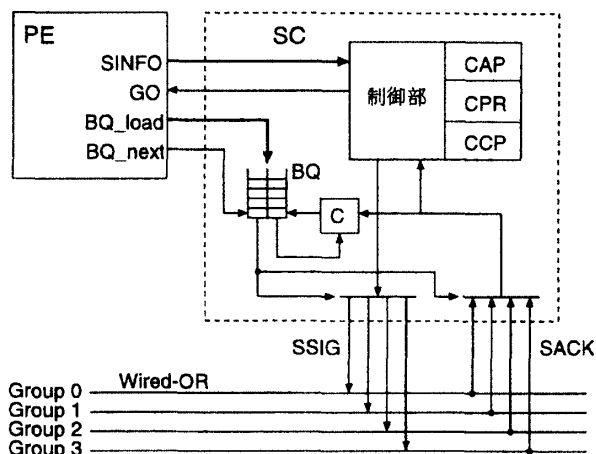 PE
SC
SINFO
GO
BQ_load
BQ_next
制御部
CAP
CPR
CCP
BQ
C
SSIG
SACK
Wired-OR
Group 0
Group 1
Group 2
Group 3